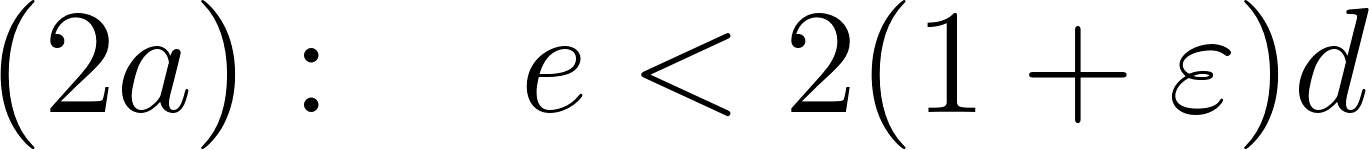 (2a) : e < 2(1 + ε)d